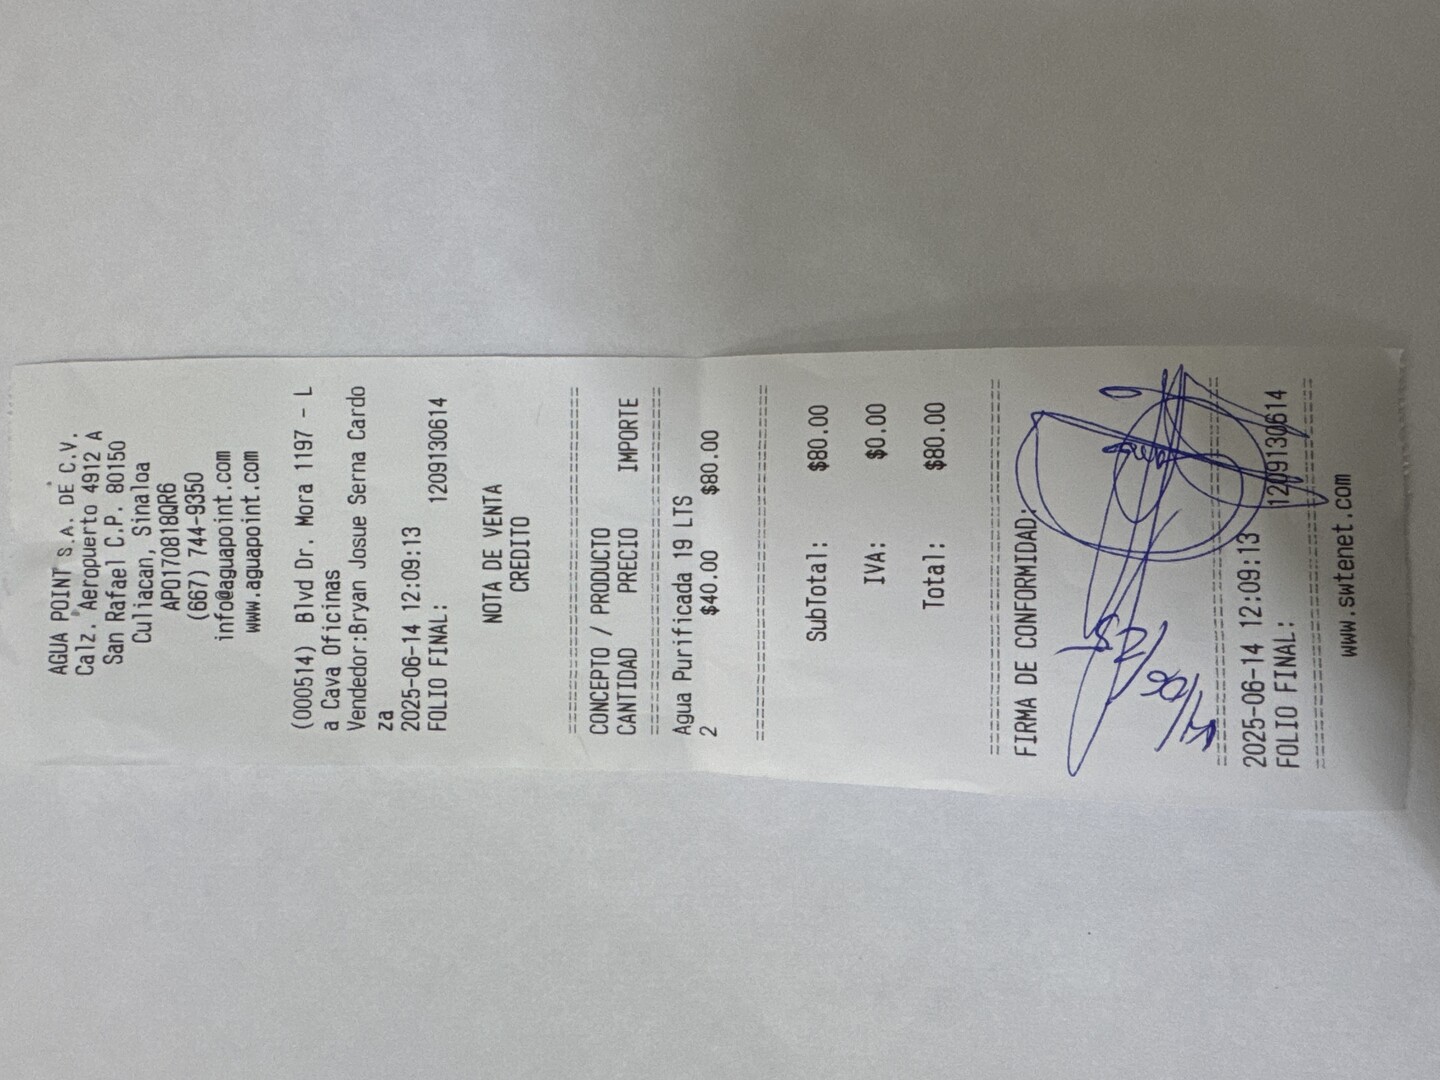 AGUA POINT S.A. DE C.V.
Calz. Aeropuerto 4912 A
San Rafael C.P. 80150
Culiacan, Sinaloa
APO170818QR6
(667) 744-9350
info@aguapoint.com
www.aguapoint.com
(000514) Blvd Dr. Mora 1197 - L
a Cava Oficinas
Vendedor:Bryan Josue Serna Cardo
za
2025-06-14 12:09:13
FOLIO FINAL: 1209130614
NOTA DE VENTA
CREDITO
================================
CONCEPTO / PRODUCTO
CANTIDAD PRECIO IMPORTE
================================
Agua Purificada 19 LTS
2 $40.00 $80.00
================================
SubTotal: $80.00
IVA: $0.00
Total: $80.00
================================
FIRMA DE CONFORMIDAD:
/06/25
================================
2025-06-14 12:09:13
FOLIO FINAL: 1209130614
================================
www.swtenet.com